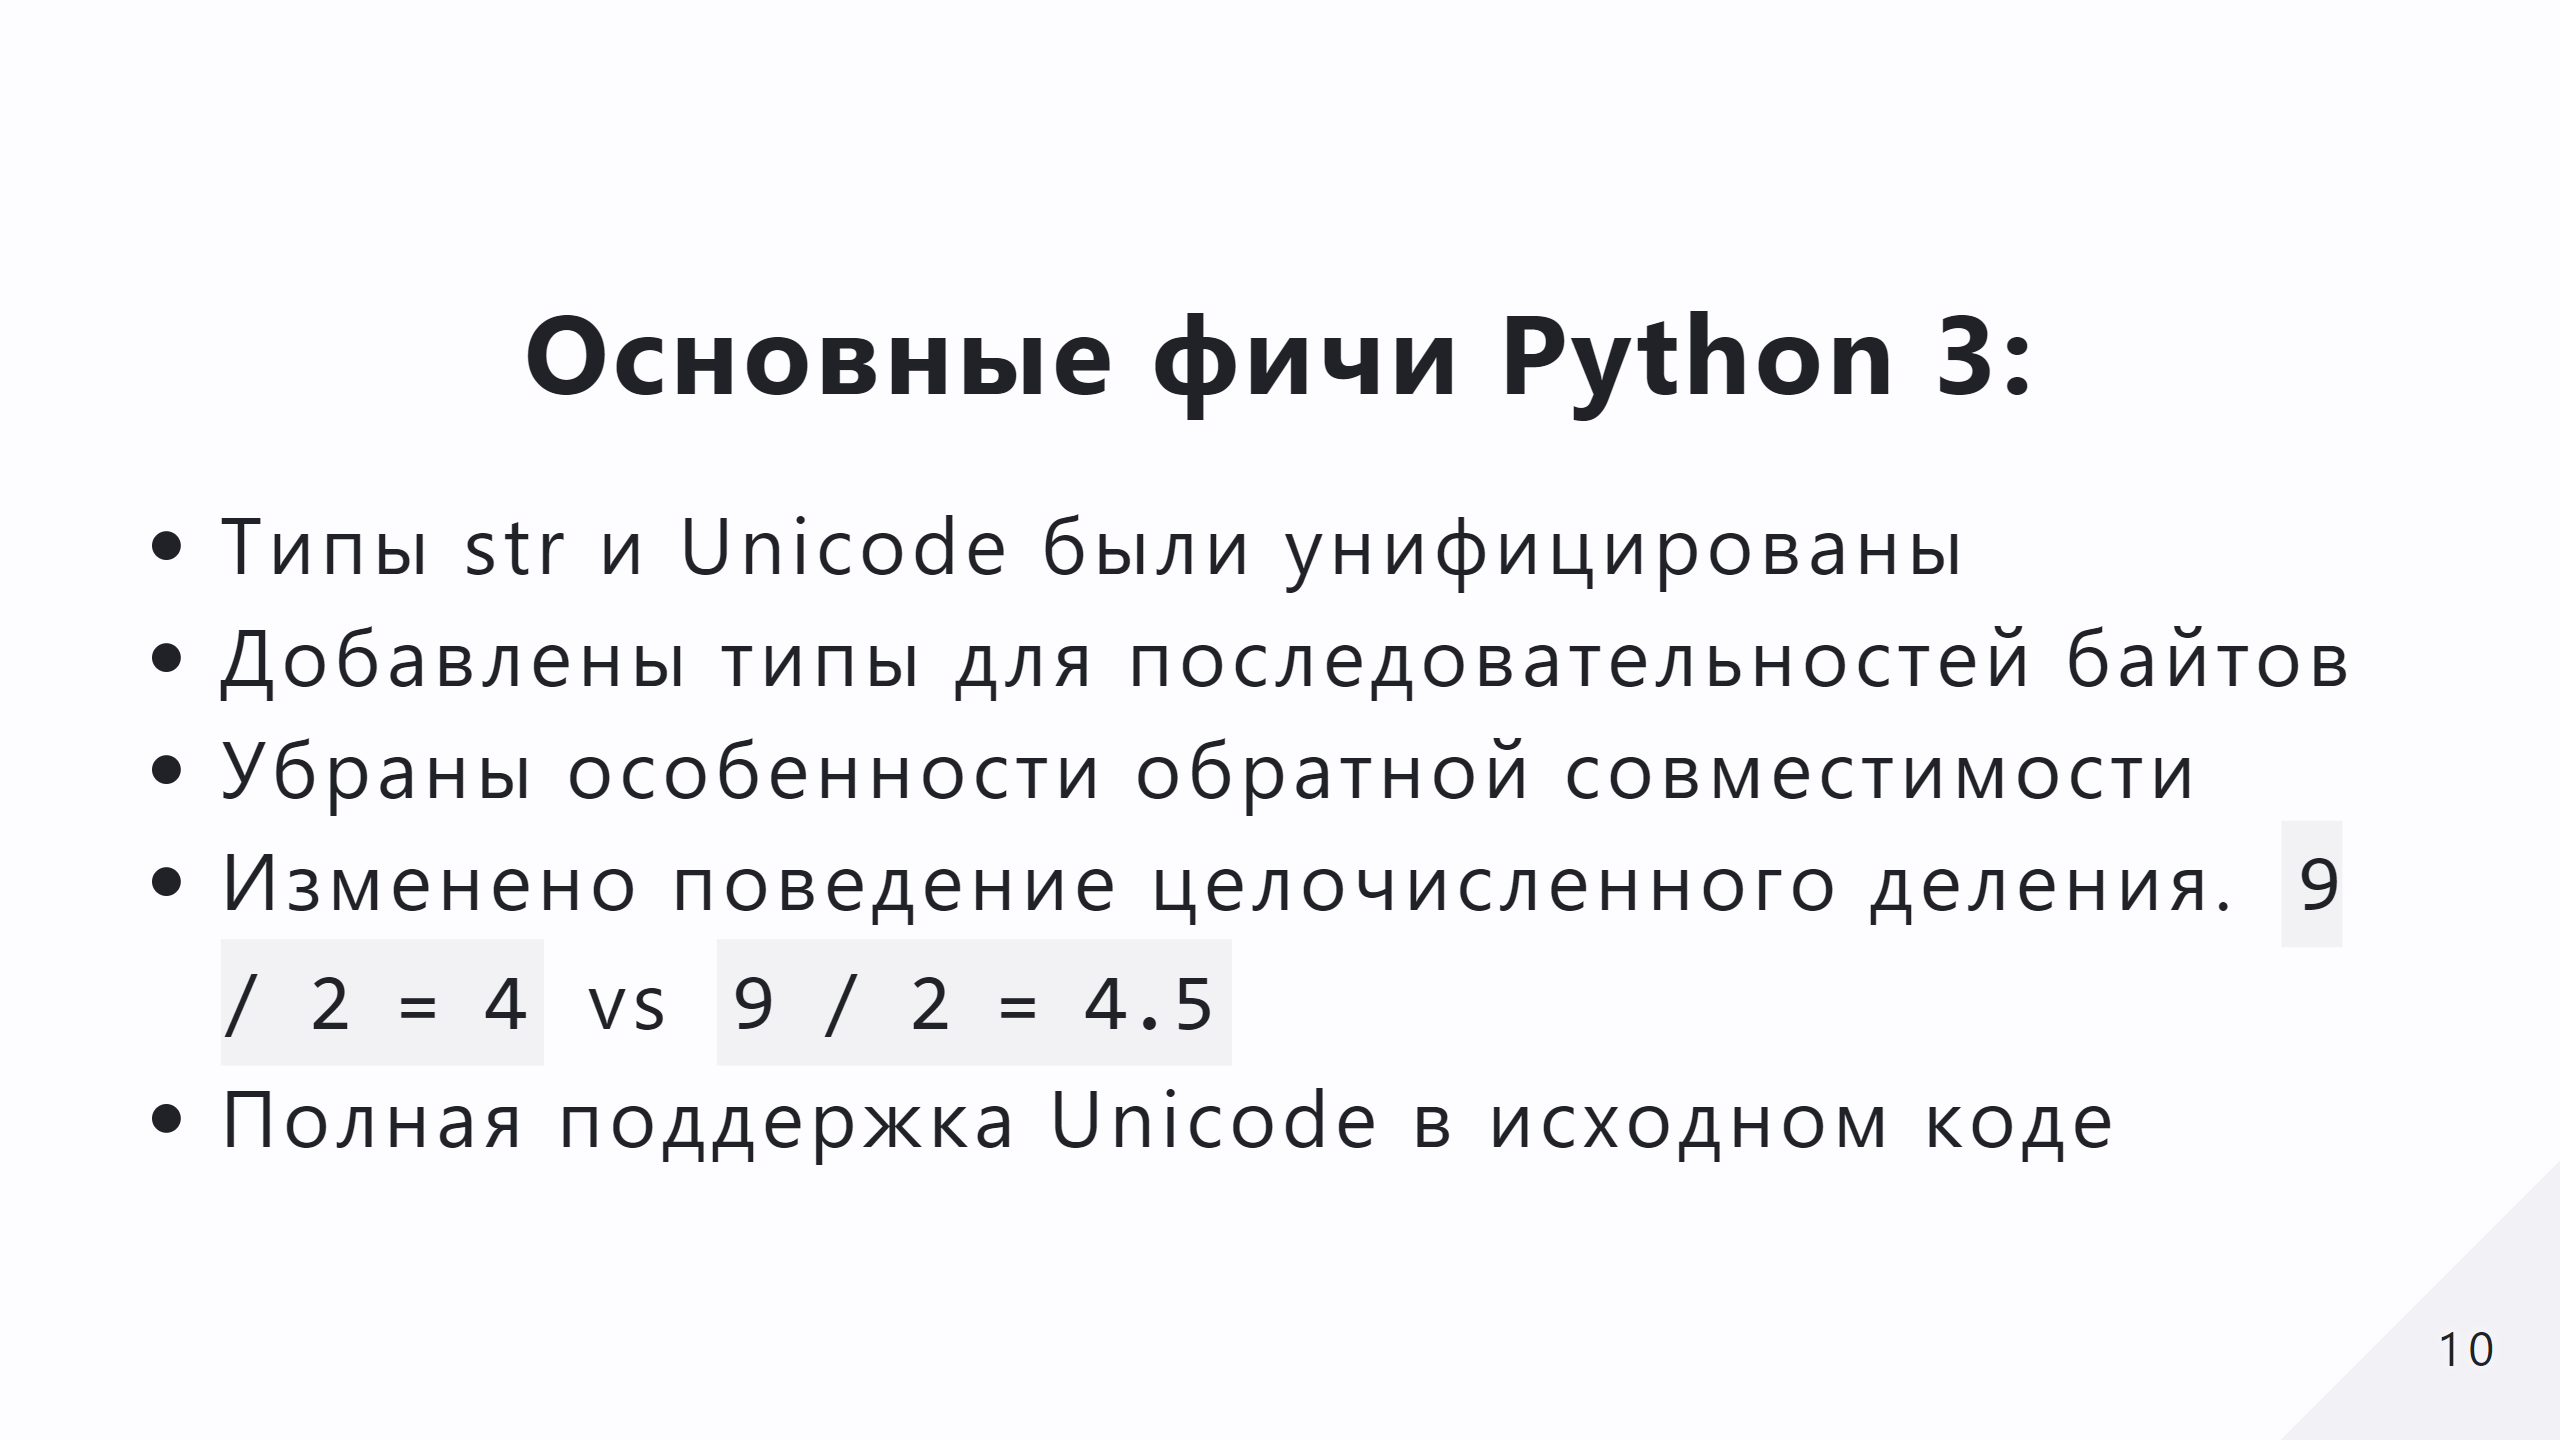 Основные фичи Python 3:
• Типы str и Unicode были унифицированы
• Добавлены типы для последовательностей байтов
• Убраны особенности обратной совместимости
• Изменено поведение целочисленного деления. 9
/ 2 = 4 vs 9 / 2 = 4.5
• Полная поддержка Unicode в исходном коде
10